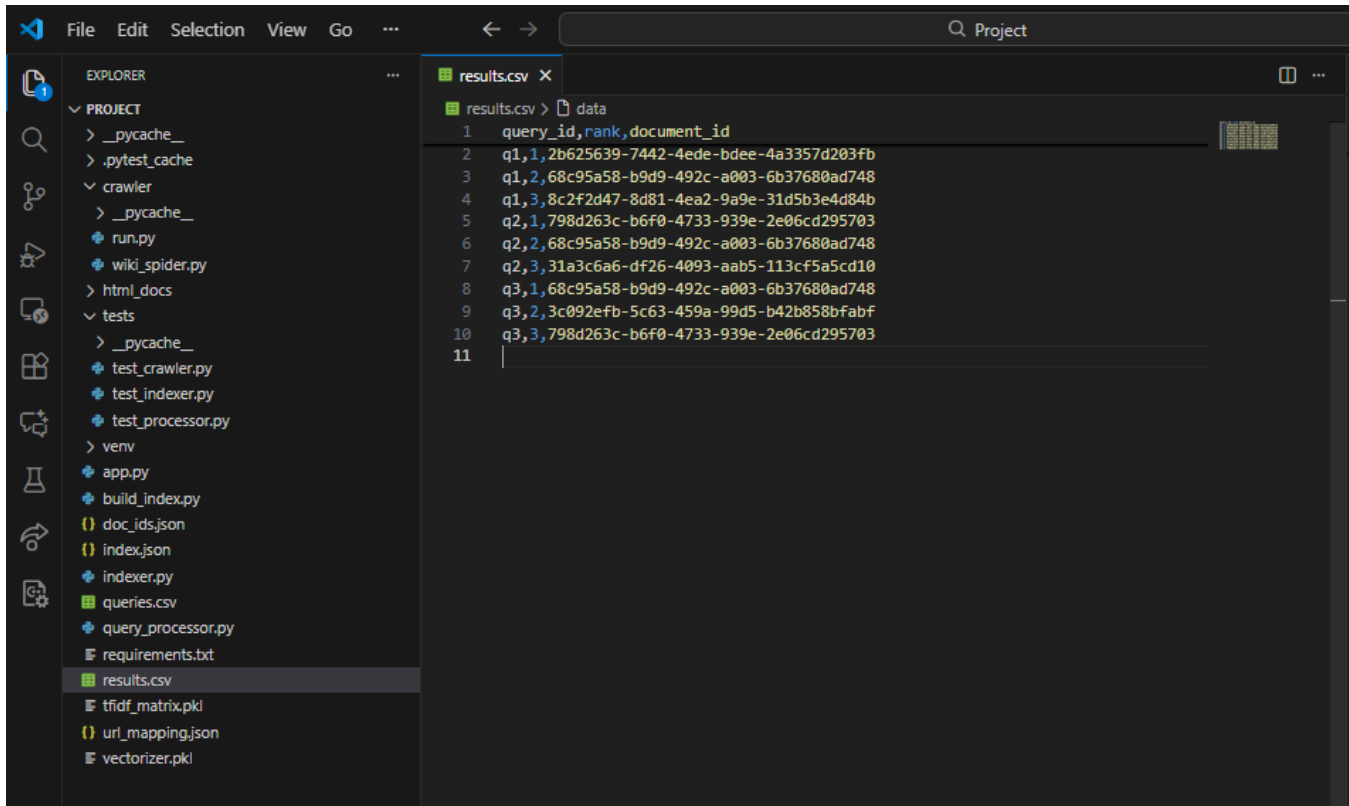 File Edit Selection View Go ··· ← → Project
EXPLORER ···
1
PROJECT
__pycache__
.pytest_cache
crawler
__pycache__
run.py
wiki_spider.py
html_docs
tests
__pycache__
test_crawler.py
test_indexer.py
test_processor.py
venv
app.py
build_index.py
{} doc_ids.json
{} index.json
indexer.py
queries.csv
query_processor.py
requirements.txt
results.csv
tfidf_matrix.pkl
{} url_mapping.json
vectorizer.pkl
results.csv ×
results.csv > data
1 query_id,rank,document_id
2 q1,1,2b625639-7442-4ede-bdee-4a3357d203fb
3 q1,2,68c95a58-b9d9-492c-a003-6b37680ad748
4 q1,3,8c2f2d47-8d81-4ea2-9a9e-31d5b3e4d84b
5 q2,1,798d263c-b6f0-4733-939e-2e06cd295703
6 q2,2,68c95a58-b9d9-492c-a003-6b37680ad748
7 q2,3,31a3c6a6-df26-4093-aab5-113cf5a5cd10
8 q3,1,68c95a58-b9d9-492c-a003-6b37680ad748
9 q3,2,3c092efb-5c63-459a-99d5-b42b858bfabf
10 q3,3,798d263c-b6f0-4733-939e-2e06cd295703
11